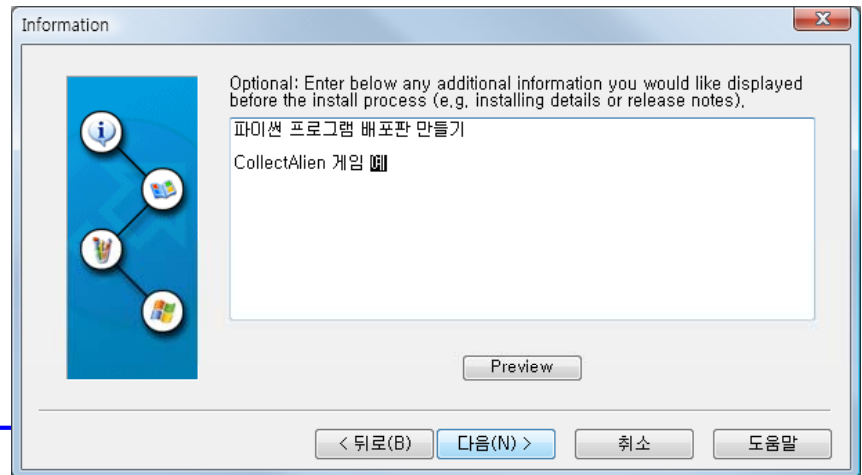 Information
Optional: Enter below any additional information you would like displayed
before the install process (e.g. installing details or release notes).
파이썬 프로그램 배포판 만들기
CollectAlien 게임 예
Preview
< 뒤로(B)
다음(N) >
취소
도움말